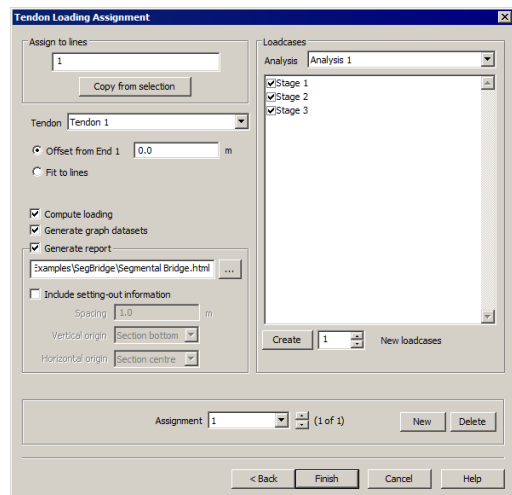 Tendon Loading Assignment
Assign to lines
1
Copy from selection
Tendon Tendon 1
Offset from End 1 0.0 m
Fit to lines
Compute loading
Generate graph datasets
Generate report
Examples\SegBridge\Segmental Bridge.html ...
Include setting-out information
Spacing 1.0 m
Vertical origin Section bottom
Horizontal origin Section centre
Loadcases
Analysis Analysis 1
Stage 1
Stage 2
Stage 3
Create 1 New loadcases
Assignment 1 (1 of 1) New Delete
< Back Finish Cancel Help